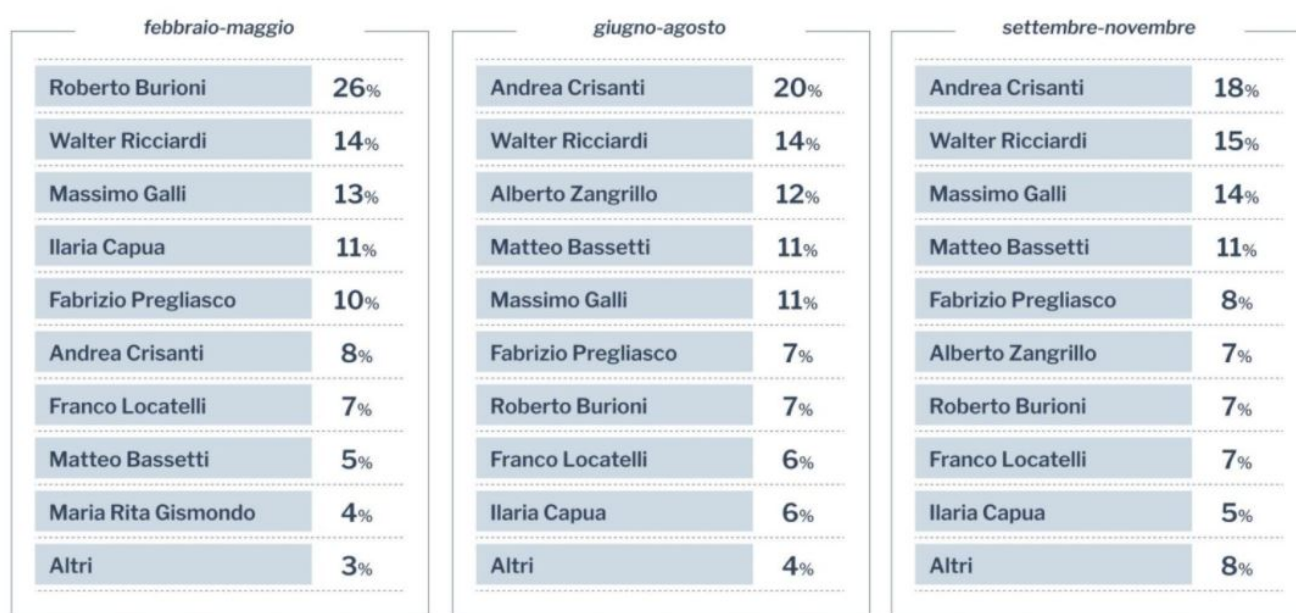 febbraio-maggio
Roberto Burioni 26%
Walter Ricciardi 14%
Massimo Galli 13%
Ilaria Capua 11%
Fabrizio Pregliasco 10%
Andrea Crisanti 8%
Franco Locatelli 7%
Matteo Bassetti 5%
Maria Rita Gismondo 4%
Altri 3%
giugno-agosto
Andrea Crisanti 20%
Walter Ricciardi 14%
Alberto Zangrillo 12%
Matteo Bassetti 11%
Massimo Galli 11%
Fabrizio Pregliasco 7%
Roberto Burioni 7%
Franco Locatelli 6%
Ilaria Capua 6%
Altri 4%
settembre-novembre
Andrea Crisanti 18%
Walter Ricciardi 15%
Massimo Galli 14%
Matteo Bassetti 11%
Fabrizio Pregliasco 8%
Alberto Zangrillo 7%
Roberto Burioni 7%
Franco Locatelli 7%
Ilaria Capua 5%
Altri 8%